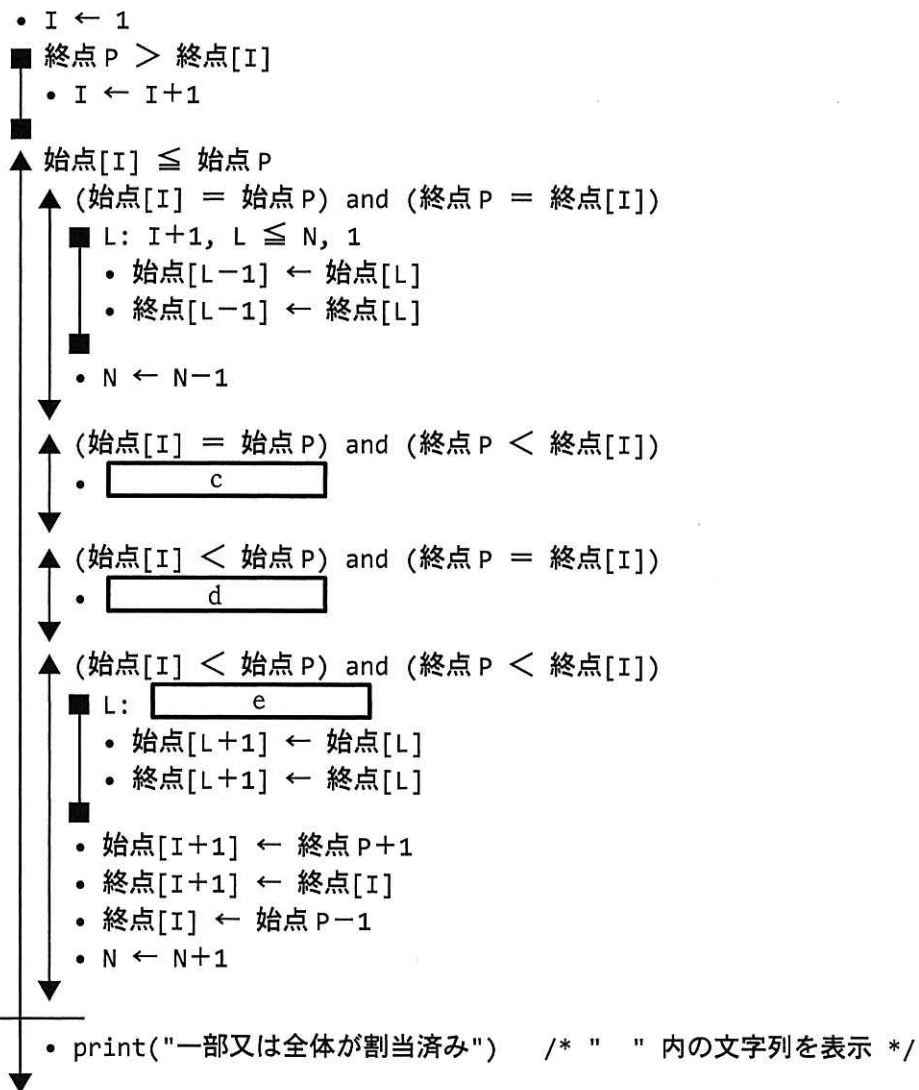 • I ← 1
■ 終点P ＞ 終点[I]
• I ← I+1
■
▲ 始点[I] ≦ 始点P
▲ (始点[I] ＝ 始点P) and (終点P ＝ 終点[I])
■ L: I+1, L ≦ N, 1
• 始点[L－1] ← 始点[L]
• 終点[L－1] ← 終点[L]
■
• N ← N－1
▼
▲ (始点[I] ＝ 始点P) and (終点P ＜ 終点[I])
• c
▼
▲ (始点[I] ＜ 始点P) and (終点P ＝ 終点[I])
• d
▼
▲ (始点[I] ＜ 始点P) and (終点P ＜ 終点[I])
■ L: e
• 始点[L+1] ← 始点[L]
• 終点[L+1] ← 終点[L]
■
• 始点[I+1] ← 終点P+1
• 終点[I+1] ← 終点[I]
• 終点[I] ← 始点P－1
• N ← N+1
▼
• print("一部又は全体が割当済み") /* " " 内の文字列を表示 */
▼